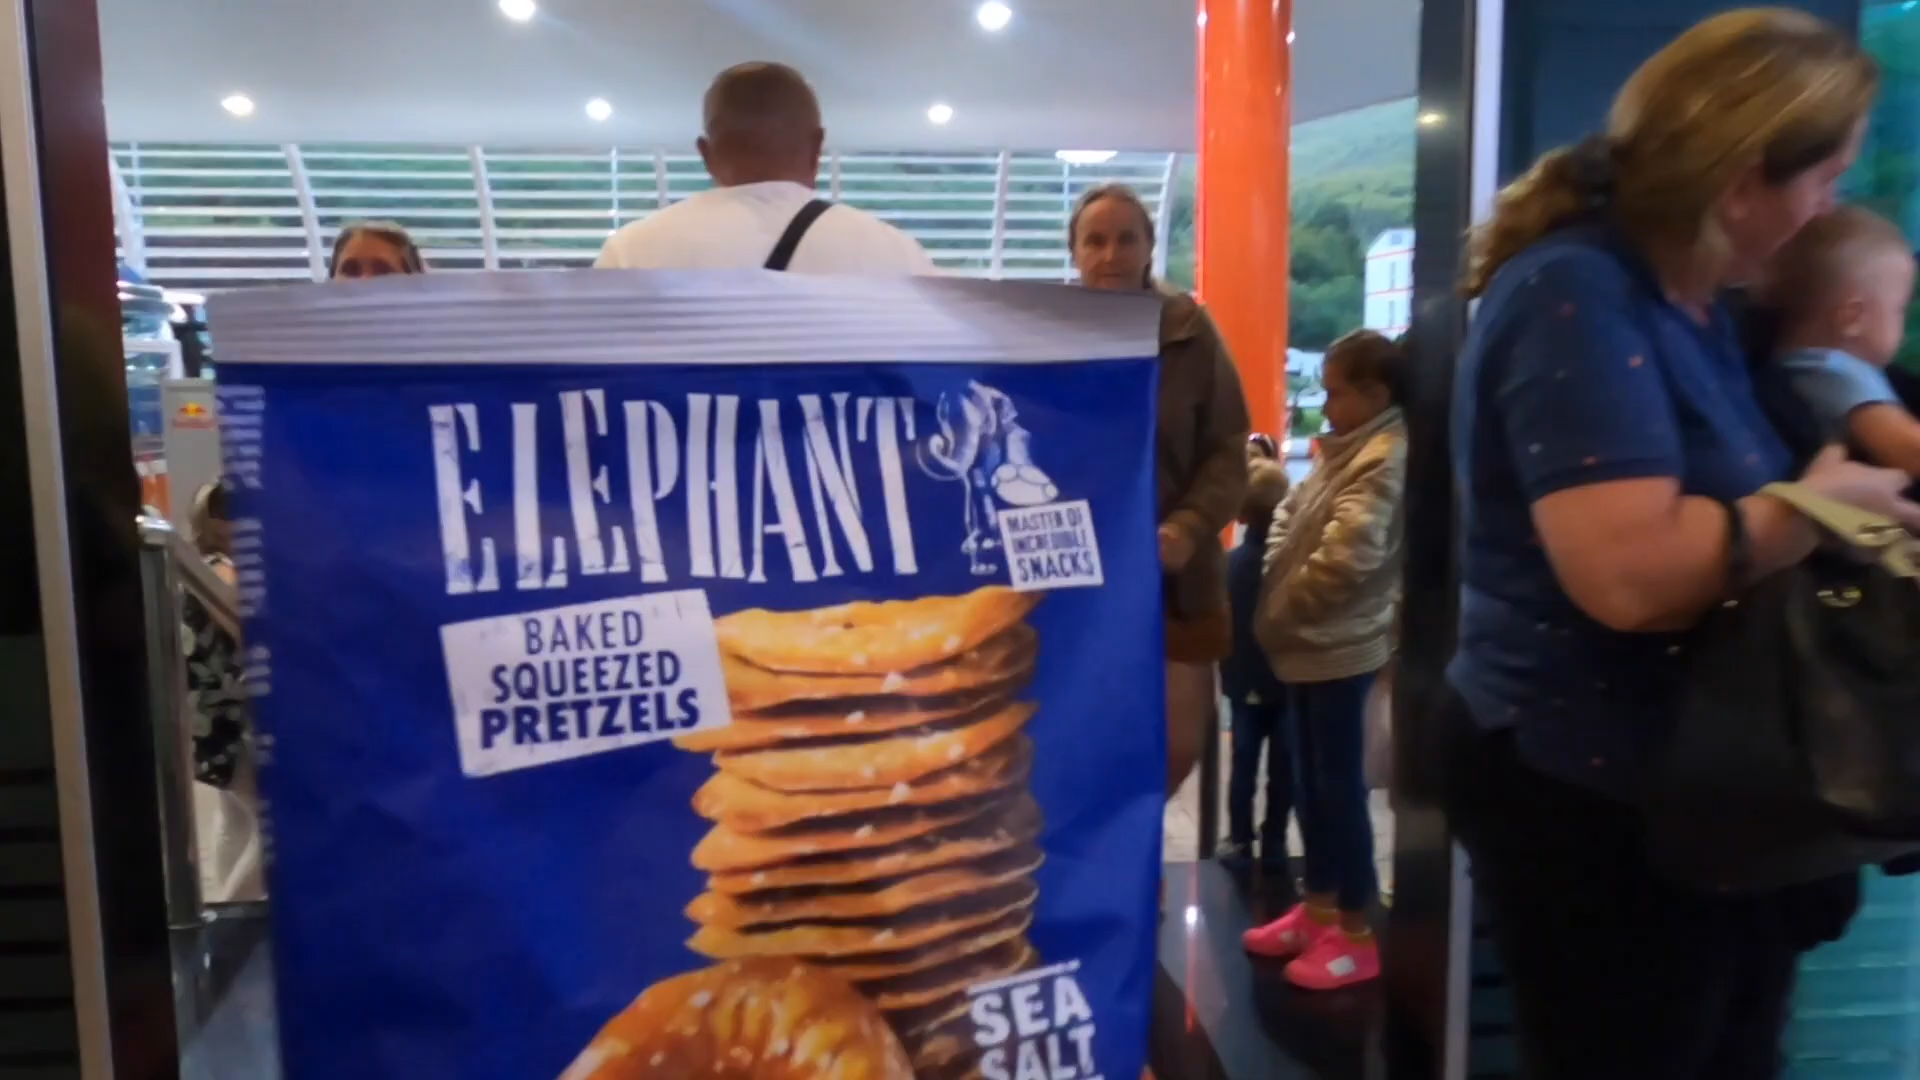 ELEPHANT
MASTER OF
INCREDIBLE
SNACKS
BAKED
SQUEEZED
PRETZELS
SEA
SALT